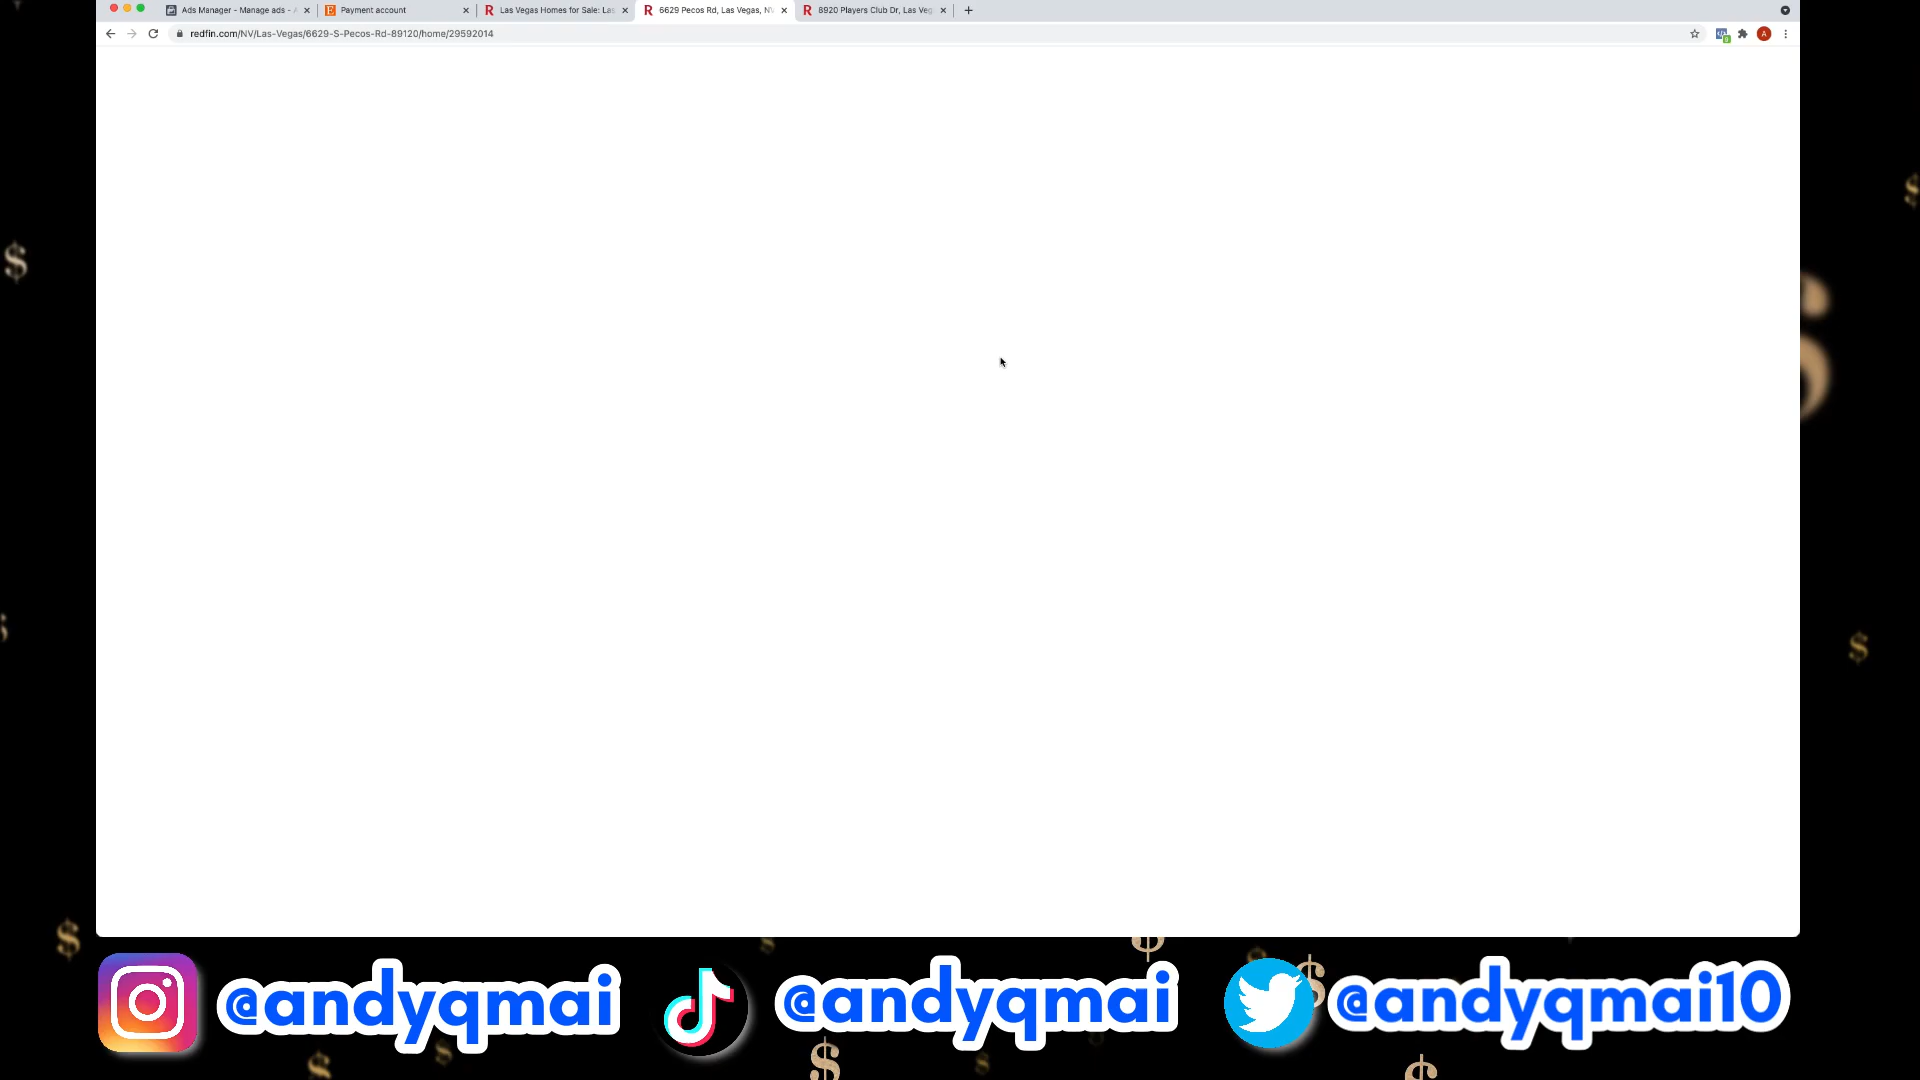 Ads Manager - Manage ads -
Payment account
Las Vegas Homes for Sale: Las
6629 Pecos Rd, Las Vegas, NV
8920 Players Club Dr, Las Veg
redfin.com/NV/Las-Vegas/6629-S-Pecos-Rd-89120/home/29592014
@andyqmai
@andyqmai
@andyqmai10